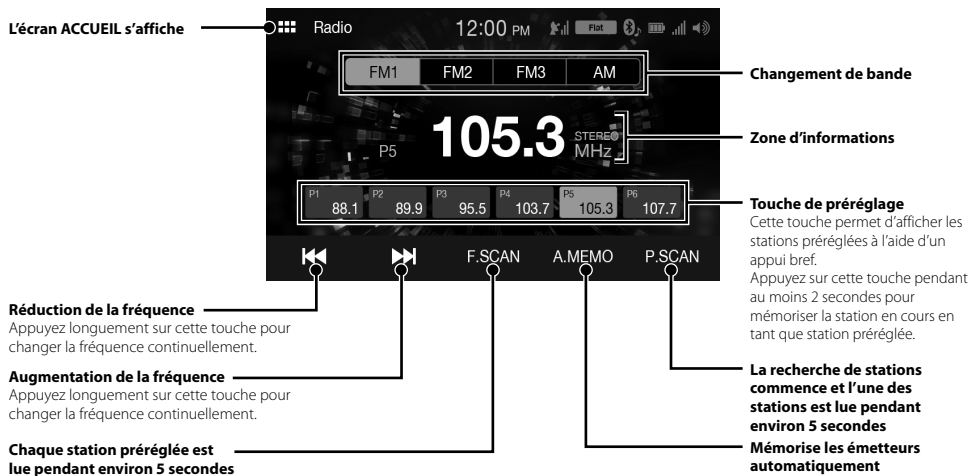 L'écran ACCUEIL s'affiche
Radio
12:00 PM
Flat
FM1 FM2 FM3 AM
Changement de bande
P5 105.3 STEREO
MHz
Zone d'informations
P1 88.1 P2 89.9 P3 95.5 P4 103.7 P5 105.3 P6 107.7
Touche de préréglage
Cette touche permet d'afficher les
stations préréglées à l'aide d'un
appui bref.
Appuyez sur cette touche pendant
au moins 2 secondes pour
mémoriser la station en cours en
tant que station préréglée.
F.SCAN A.MEMO P.SCAN
Réduction de la fréquence
Appuyez longuement sur cette touche pour
changer la fréquence continuellement.
Augmentation de la fréquence
Appuyez longuement sur cette touche pour
changer la fréquence continuellement.
Chaque station préréglée est
lue pendant environ 5 secondes
La recherche de stations
commence et l'une des
stations est lue pendant
environ 5 secondes
Mémorise les émetteurs
automatiquement